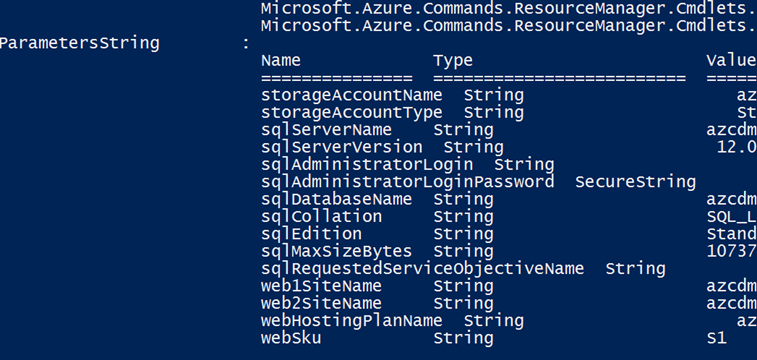 Microsoft.Azure.Commands.ResourceManager.Cmdlets.
Microsoft.Azure.Commands.ResourceManager.Cmdlets.
ParametersString :
Name Type Value
=============== ========================= =====
storageAccountName String az
storageAccountType String St
sqlServerName String azcdm
sqlServerVersion String 12.0
sqlAdministratorLogin String
sqlAdministratorLoginPassword SecureString
sqlDatabaseName String azcdm
sqlCollation String SQL_L
sqlEdition String Stand
sqlMaxSizeBytes String 10737
sqlRequestedServiceObjectiveName String
web1SiteName String azcdm
web2SiteName String azcdm
webHostingPlanName String az
webSku String S1